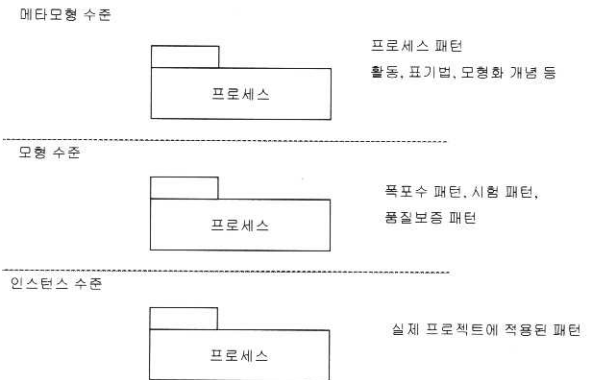 메타모형 수준
프로세스 패턴
활동, 표기법, 모형화 개념 등
프로세스
모형 수준
폭포수 패턴, 시험 패턴,
품질보증 패턴
프로세스
인스턴스 수준
실제 프로젝트에 적용된 패턴
프로세스